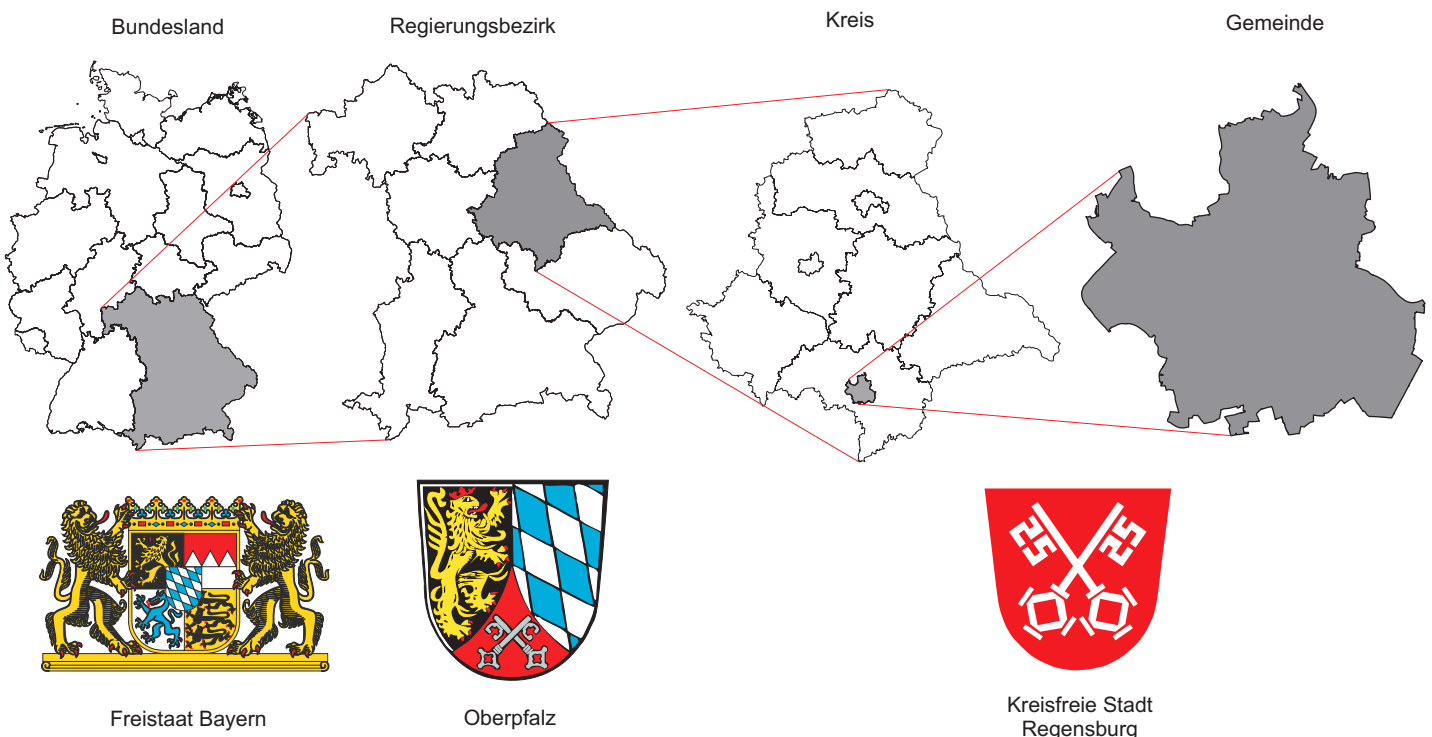 Bundesland
Regierungsbezirk
Kreis
Gemeinde
Freistaat Bayern
Oberpfalz
Kreisfreie Stadt
Regensburg